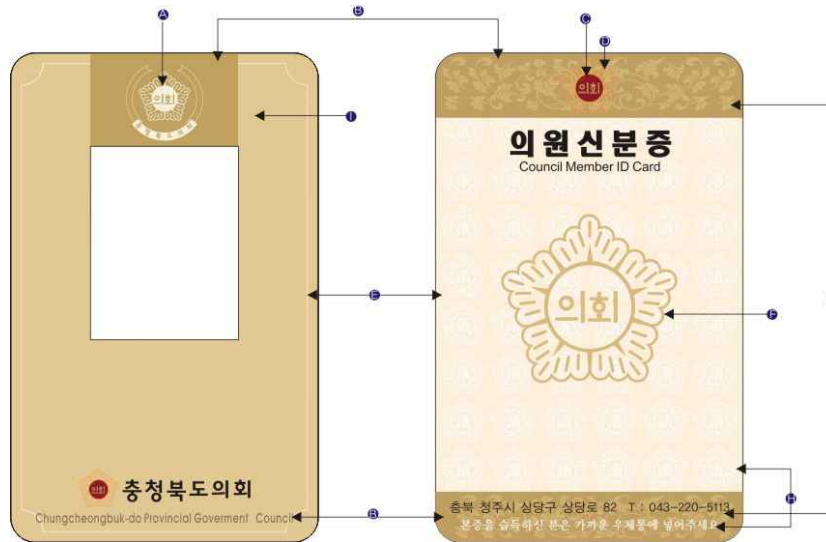 A
B
C
D
의회
충청북도의회
I
의회
의원신분증
Council Member ID Card
E
의회
F
의회
충청북도의회
Chungcheongbuk-do Provincial Goverment Council
B
H
충북 청주시 상당구 상당로 82 T : 043-220-5113
본증을 습득하신 분은 가까운 우체통에 넣어주세요